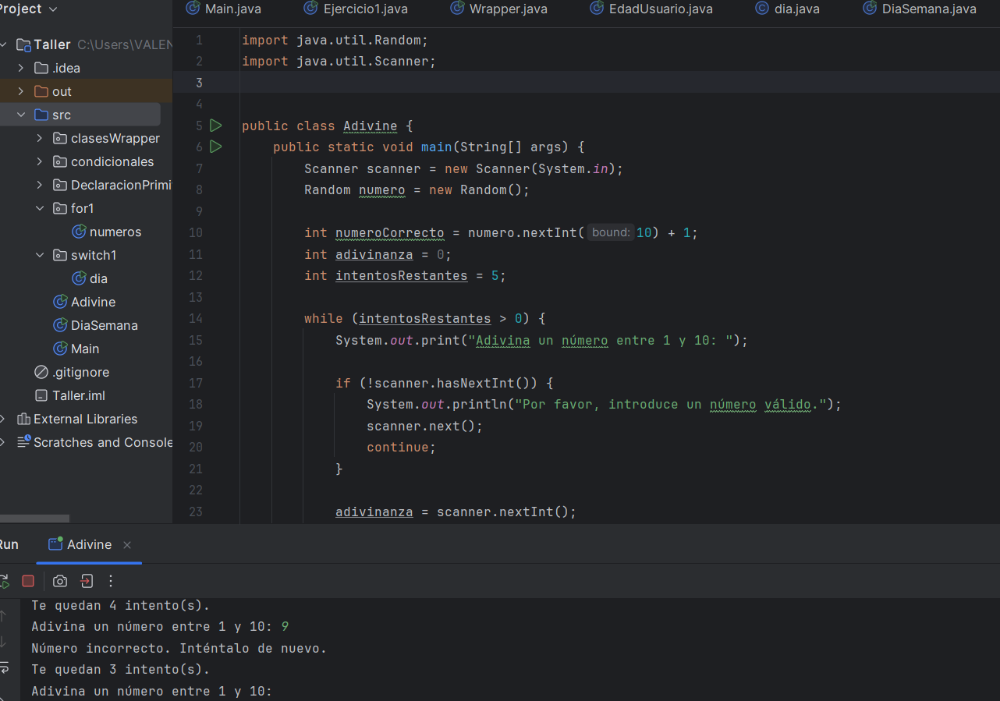 Project
Main.java Ejercicio1.java Wrapper.java EdadUsuario.java dia.java DiaSemana.java
Taller C:\Users\VALEN
.idea
out
src
clasesWrapper
condicionales
DeclaracionPrimi
for1
numeros
switch1
dia
Adivine
DiaSemana
Main
.gitignore
Taller.iml
External Libraries
Scratches and Console
1 import java.util.Random;
2 import java.util.Scanner;
3
4
5 public class Adivine {
6 public static void main(String[] args) {
7 Scanner scanner = new Scanner(System.in);
8 Random numero = new Random();
9
10 int numeroCorrecto = numero.nextInt( bound: 10) + 1;
11 int adivinanza = 0;
12 int intentosRestantes = 5;
13
14 while (intentosRestantes > 0) {
15 System.out.print("Adivina un número entre 1 y 10: ");
16
17 if (!scanner.hasNextInt()) {
18 System.out.println("Por favor, introduce un número válido.");
19 scanner.next();
20 continue;
21 }
22
23 adivinanza = scanner.nextInt();
Run Adivine
Te quedan 4 intento(s).
Adivina un número entre 1 y 10: 9
Número incorrecto. Inténtalo de nuevo.
Te quedan 3 intento(s).
Adivina un número entre 1 y 10: